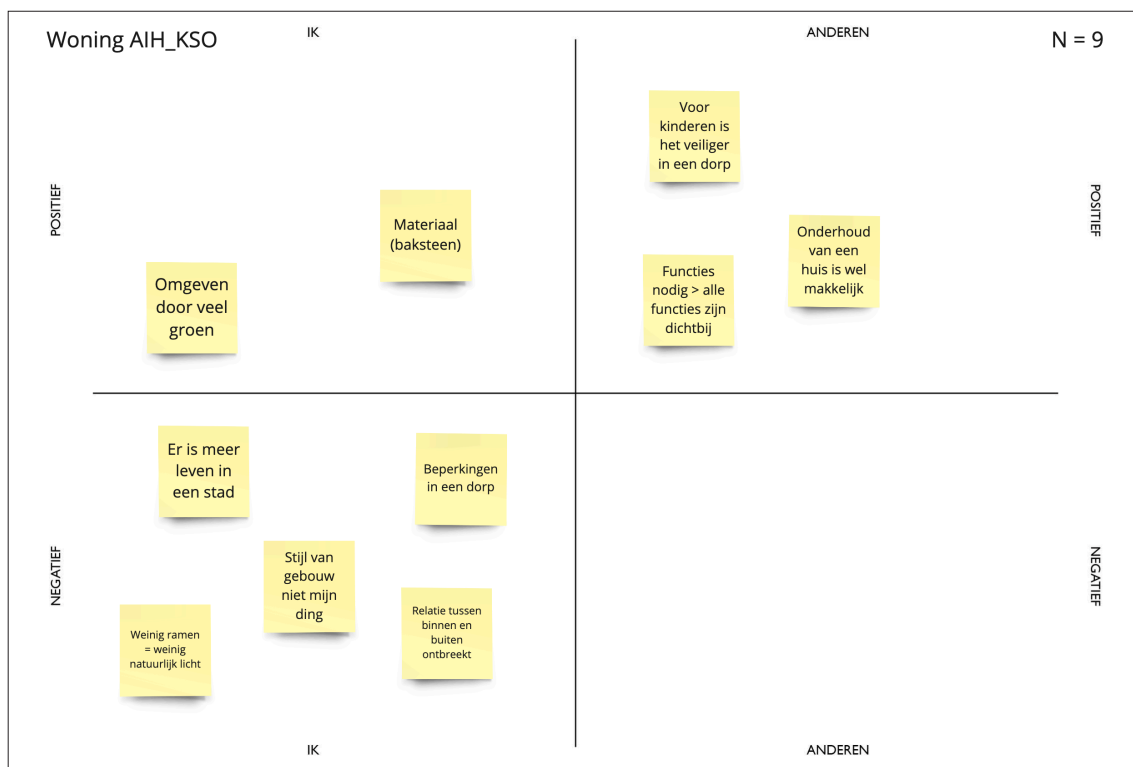 Woning AIH_KSO
IK
ANDEREN
N = 9
POSITIEF
Omgeven
door veel
groen
Materiaal
(baksteen)
Voor
kinderen is
het veiliger
in een dorp
Functies
nodig > alle
functies zijn
dichtbij
Onderhoud
van een
huis is wel
makkelijk
POSITIEF
NEGATIEF
Er is meer
leven in
een stad
Beperkingen
in een dorp
Stijl van
gebouw
niet mijn
ding
Weinig ramen
= weinig
natuurlijk licht
Relatie tussen
binnen en
buiten
ontbreekt
NEGATIEF
IK
ANDEREN